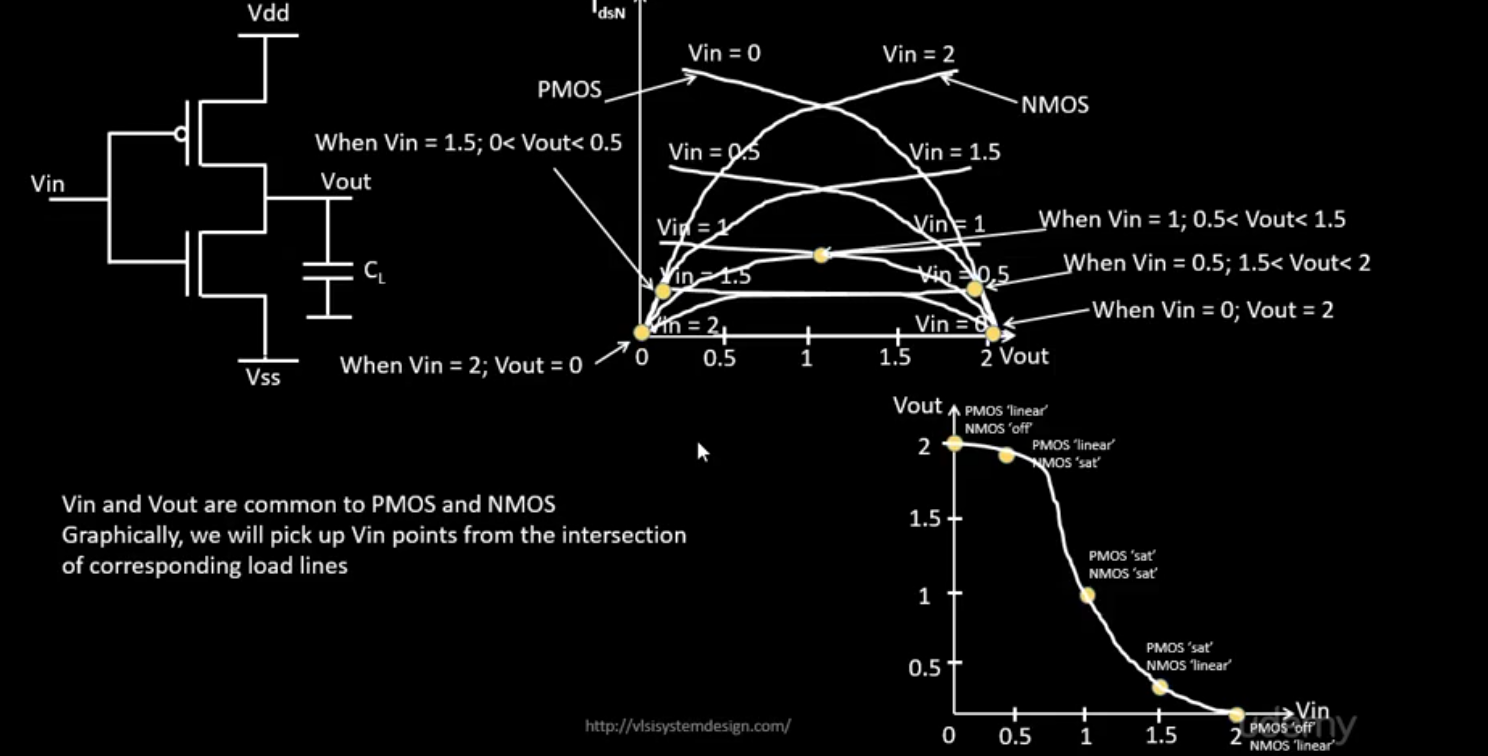 Vdd
Vin
Vout
CL
Vss
IdsN
Vin = 0
Vin = 2
PMOS
NMOS
When Vin = 1.5; 0< Vout< 0.5
Vin = 0.5
Vin = 1.5
Vin = 1
Vin = 1
When Vin = 1; 0.5< Vout< 1.5
Vin = 1.5
Vin = 0.5
When Vin = 0.5; 1.5< Vout< 2
Vin = 2
Vin = 0
When Vin = 0; Vout = 2
When Vin = 2; Vout = 0
0 0.5 1 1.5 2 Vout
Vout
PMOS 'linear'
NMOS 'off'
2
PMOS 'linear'
NMOS 'sat'
Vin and Vout are common to PMOS and NMOS
Graphically, we will pick up Vin points from the intersection
of corresponding load lines
1.5
PMOS 'sat'
NMOS 'sat'
1
PMOS 'sat'
NMOS 'linear'
0.5
Vin
0 0.5 1 1.5 2
PMOS 'off'
NMOS 'linear'
http://vlsisystemdesign.com/
udemy